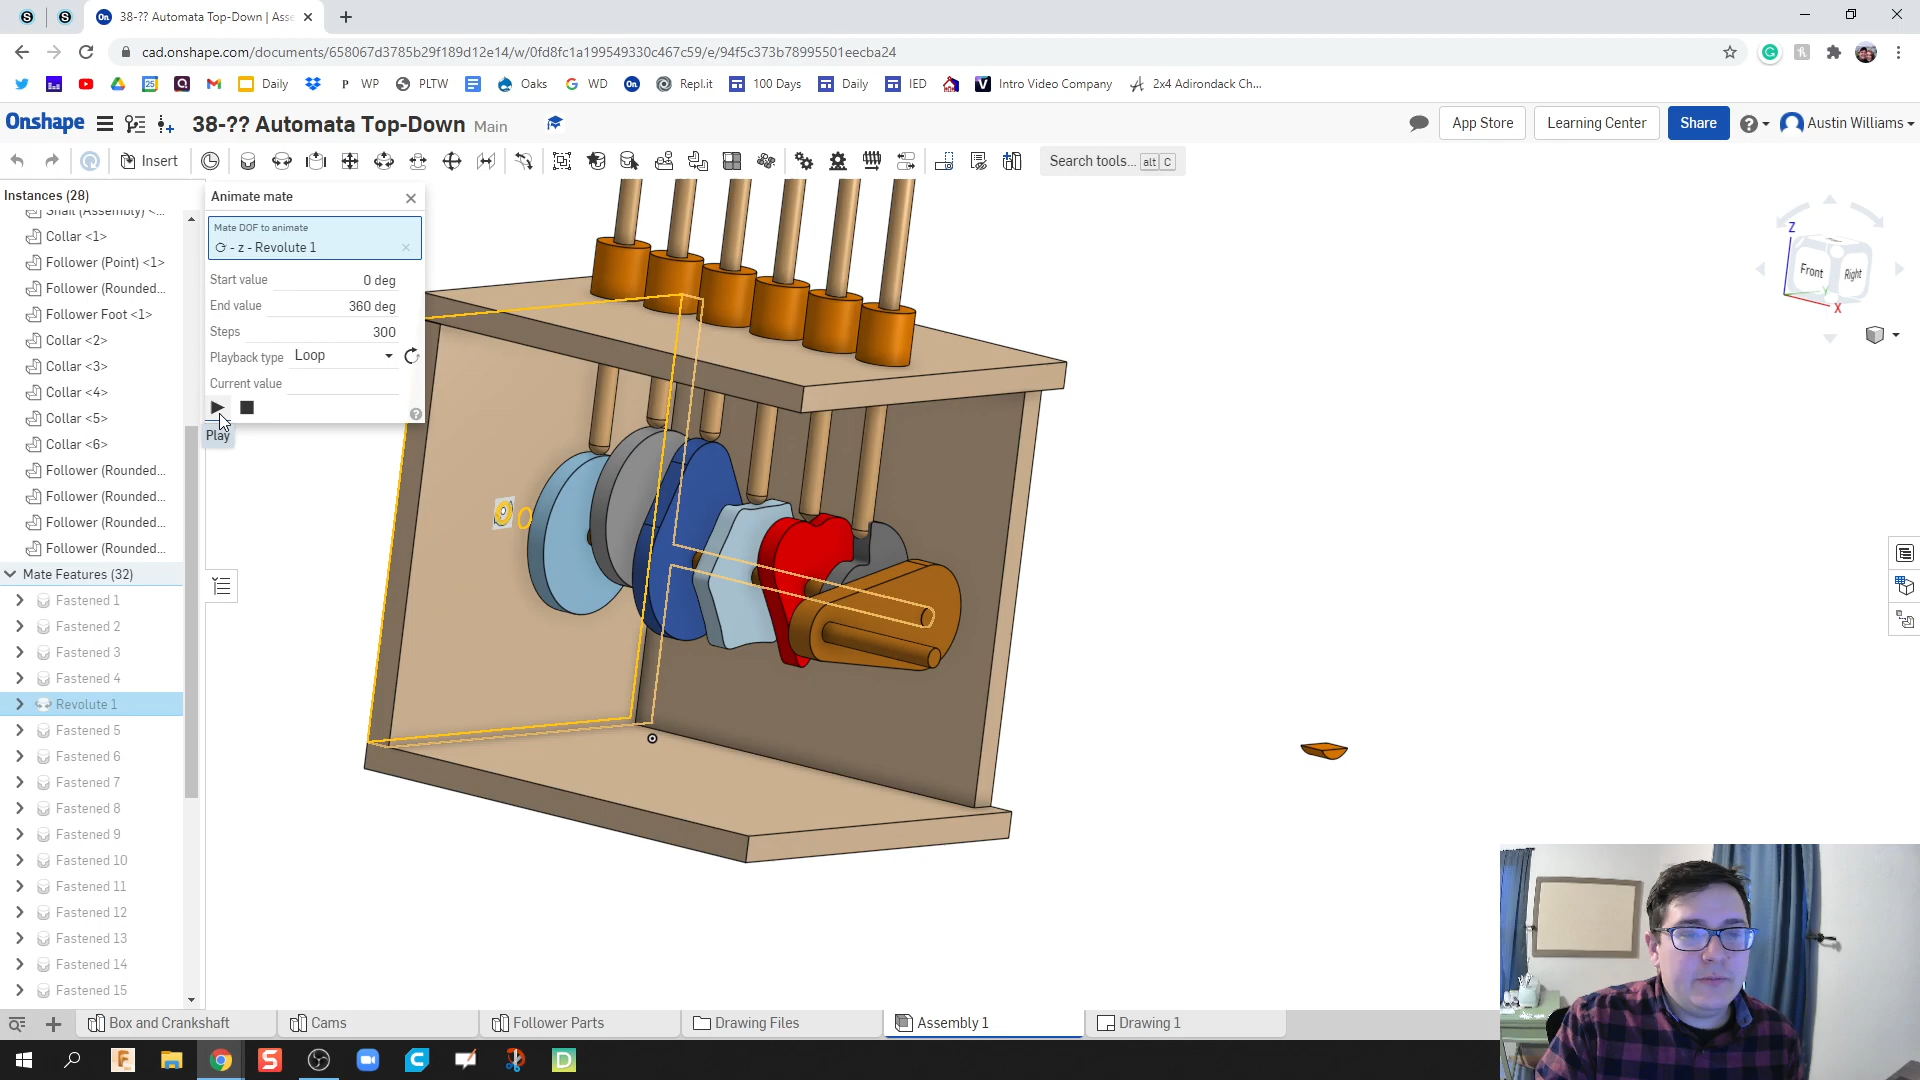 38-?? Automata Top-Down | Asse
cad.onshape.com/documents/658067d3785b29f189d12e14/w/0fd8fc1a199549330c467c59/e/94f5c373b78995501eecba24
Daily
P WP
PLTW
Oaks
WD
Repl.it
100 Days
Daily
IED
Intro Video Company
2x4 Adirondack Ch...
Onshape
38-?? Automata Top-Down Main
App Store
Learning Center
Share
Austin Williams
Insert
Search tools... alt C
Instances (28)
Snail (Assembly) <...
Collar <1>
Follower (Point) <1>
Follower (Rounded...
Follower Foot <1>
Collar <2>
Collar <3>
Collar <4>
Collar <5>
Collar <6>
Follower (Rounded...
Follower (Rounded...
Follower (Rounded...
Follower (Rounded...
Mate Features (32)
Fastened 1
Fastened 2
Fastened 3
Fastened 4
Revolute 1
Fastened 5
Fastened 6
Fastened 7
Fastened 8
Fastened 9
Fastened 10
Fastened 11
Fastened 12
Fastened 13
Fastened 14
Fastened 15
Animate mate
Mate DOF to animate
- z - Revolute 1
Start value 0 deg
End value 360 deg
Steps 300
Playback type Loop
Current value
Play
Z
Front
Right
Y
X
Box and Crankshaft
Cams
Follower Parts
Drawing Files
Assembly 1
Drawing 1